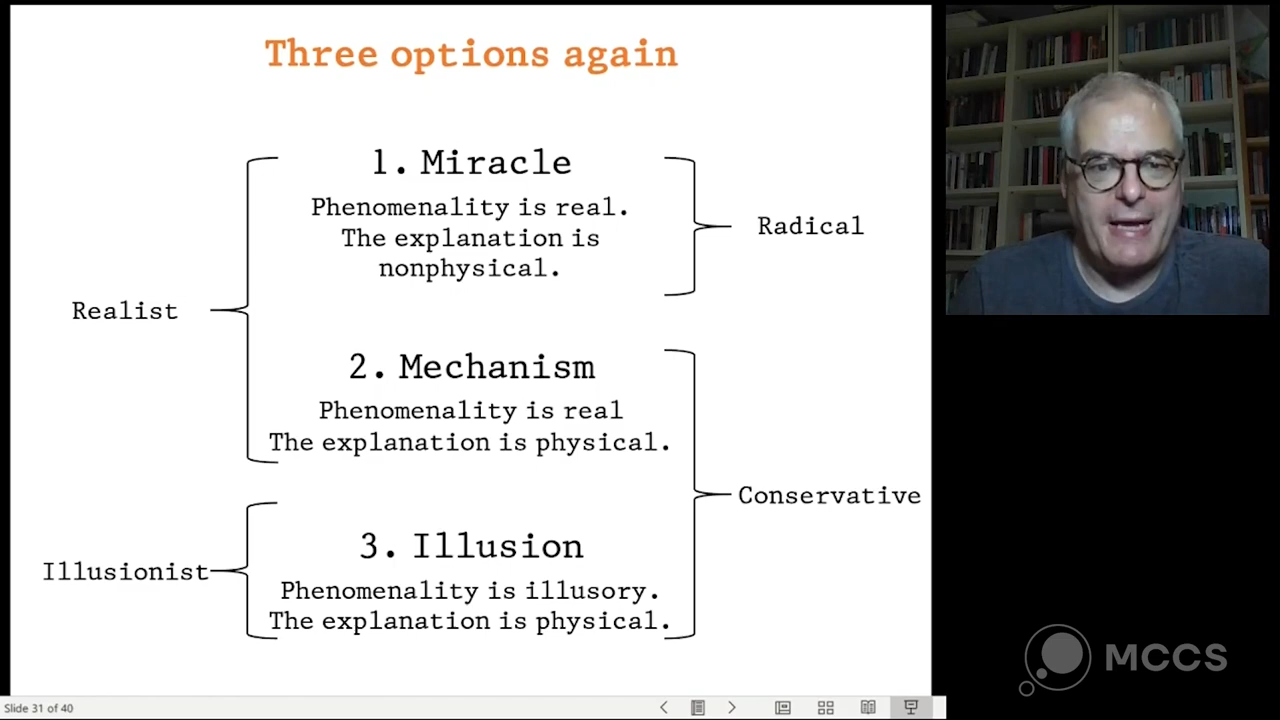 Three options again
1. Miracle
Phenomenality is real.
The explanation is
nonphysical.
Radical
Realist
2. Mechanism
Phenomenality is real
The explanation is physical.
Conservative
3. Illusion
Illusionist
Phenomenality is illusory.
The explanation is physical.
MCCS
Slide 31 of 40